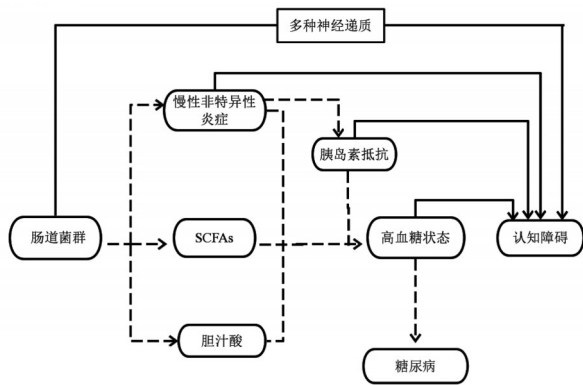 多种神经递质
慢性非特异性
炎症
胰岛素抵抗
肠道菌群
SCFAs
高血糖状态
认知障碍
胆汁酸
糖尿病